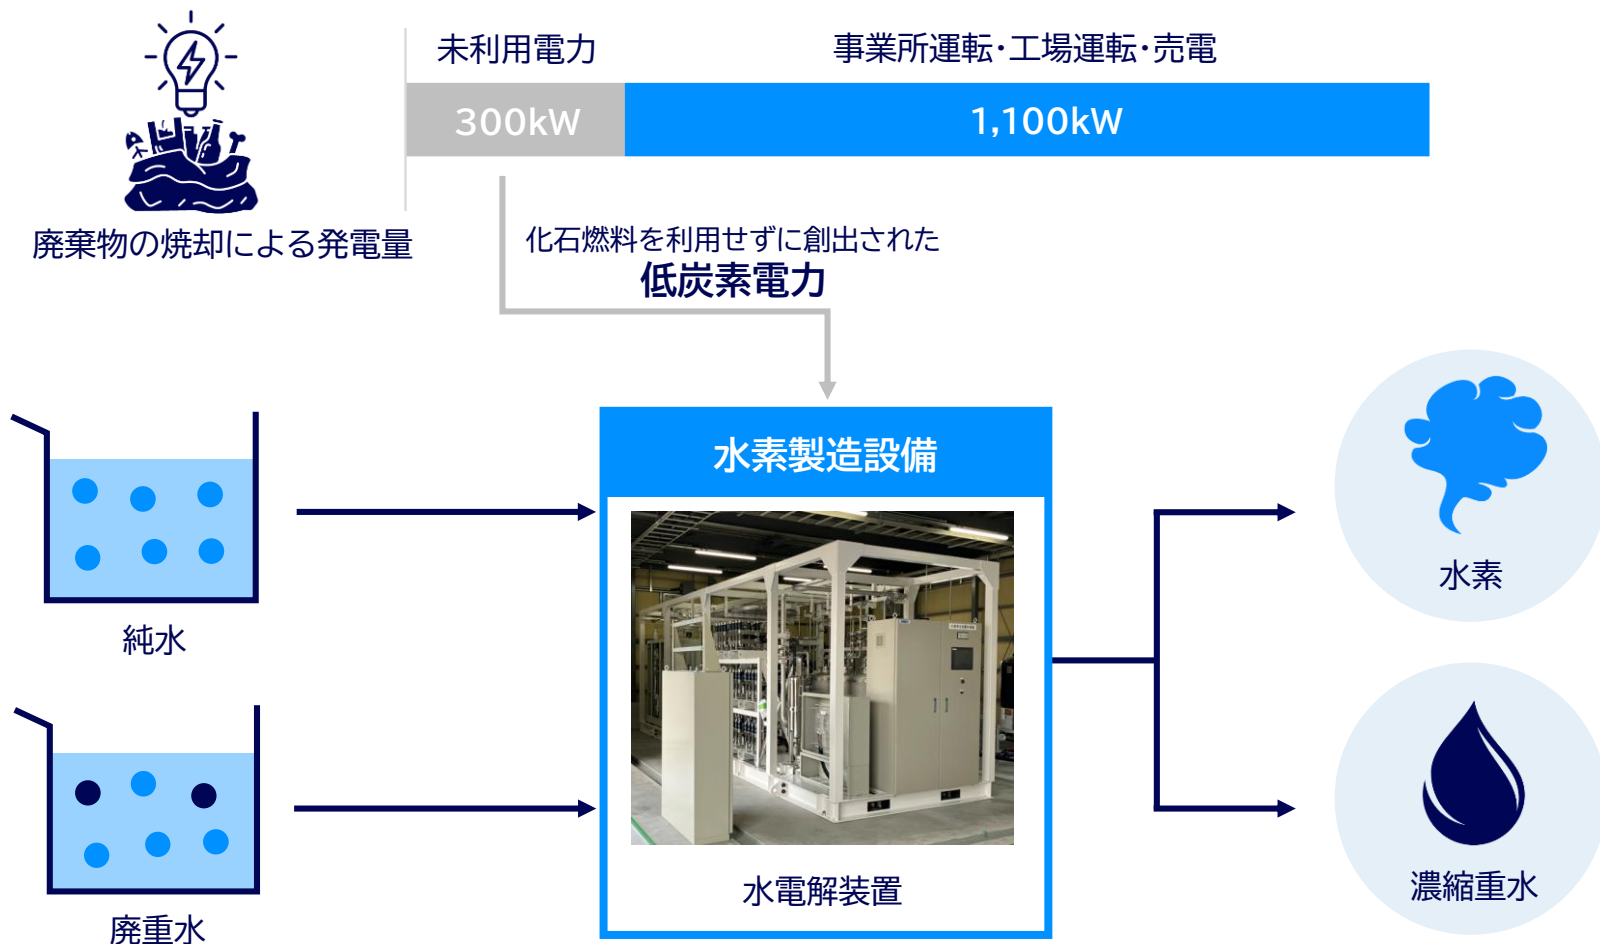 未利用電力
事業所運転・工場運転・売電
300kW
1,100kW
廃棄物の焼却による発電量
化石燃料を利用せずに創出された
低炭素電力
水素製造設備
純水
水素
水電解装置
廃重水
濃縮重水